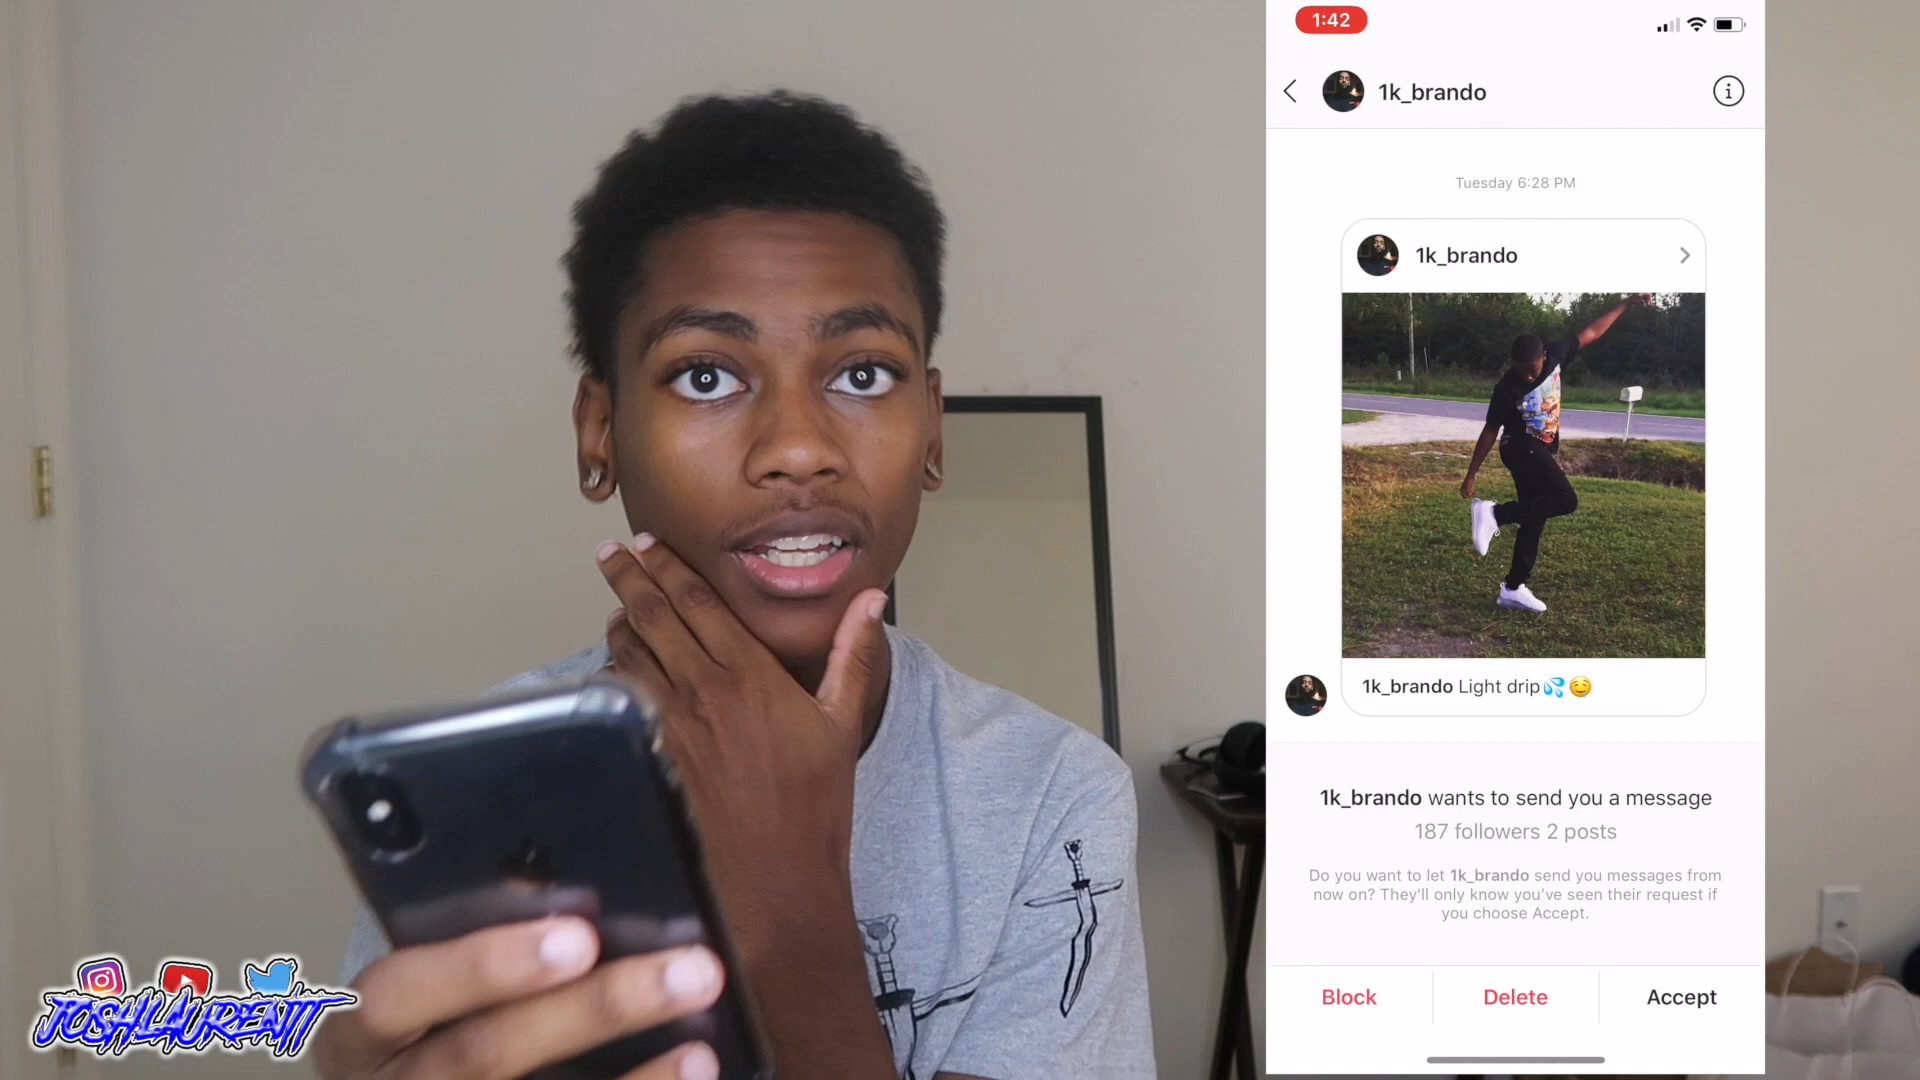 1:42
1k_brando
Tuesday 6:28 PM
1k_brando
1k_brando Light drip💦🤤
1k_brando wants to send you a message
187 followers 2 posts
Do you want to let 1k_brando send you messages from
now on? They'll only know you've seen their request if
you choose Accept.
Block
Delete
Accept
JOSHLAURENTT